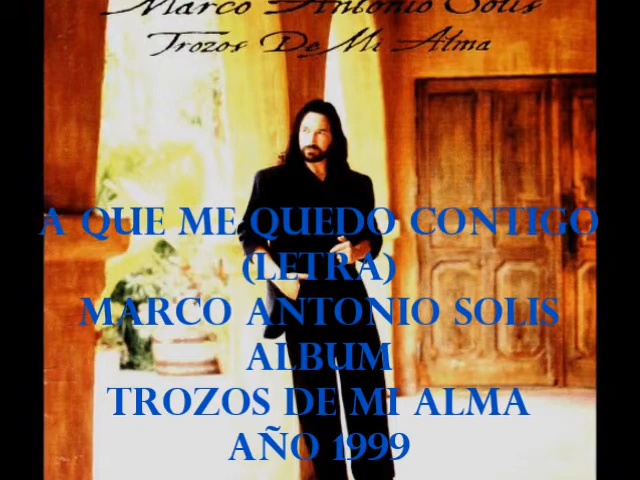 Marco Antonio Solis
Trozos De Mi Alma
A QUE ME QUEDO CONTIGO
(LETRA)
MARCO ANTONIO SOLIS
ALBUM
TROZOS DE MI ALMA
AÑO 1999